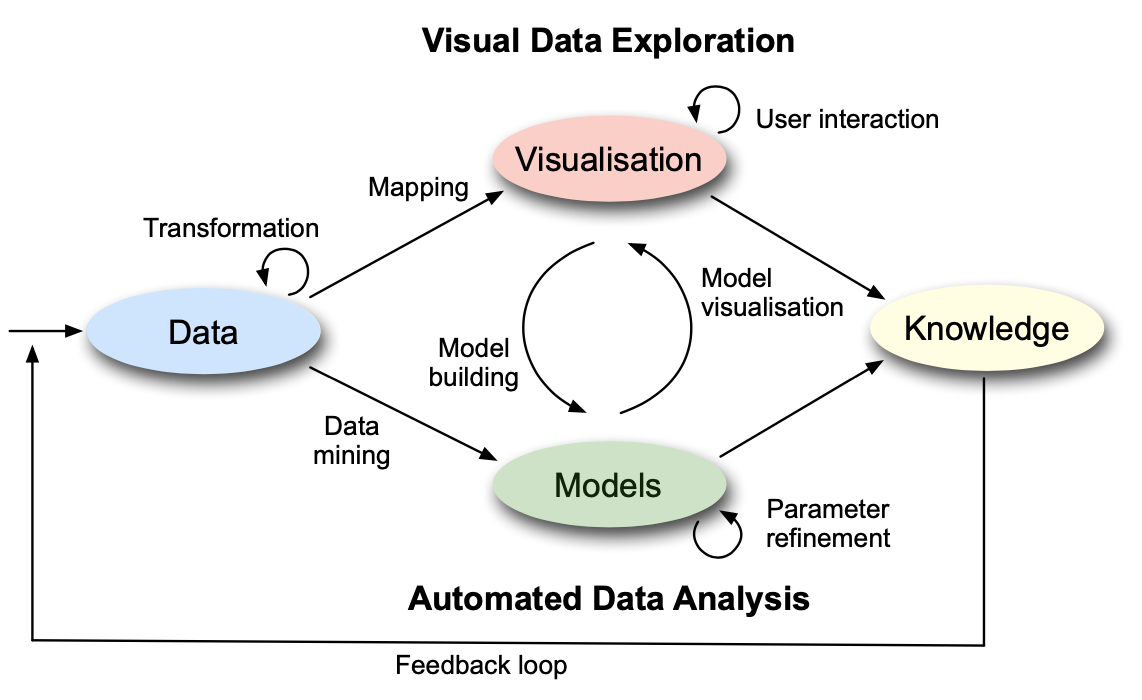 Visual Data Exploration
User interaction
Visualisation
Mapping
Transformation
Model
visualisation
Data
Knowledge
Model
building
Data
mining
Models
Parameter
refinement
Automated Data Analysis
Feedback loop